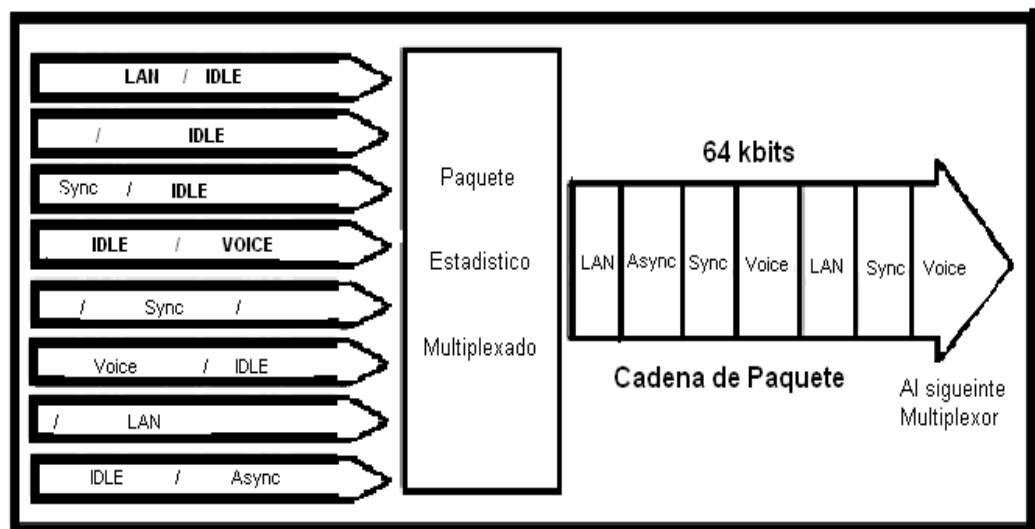 LAN / IDLE
/ IDLE
Sync / IDLE
IDLE / VOICE
/ Sync /
Voice / IDLE
/ LAN
IDLE / Async
Paquete
Estadistico
Multiplexado
64 kbits
LAN Async Sync Voice LAN Sync Voice
Cadena de Paquete
Al sigueinte
Multiplexor